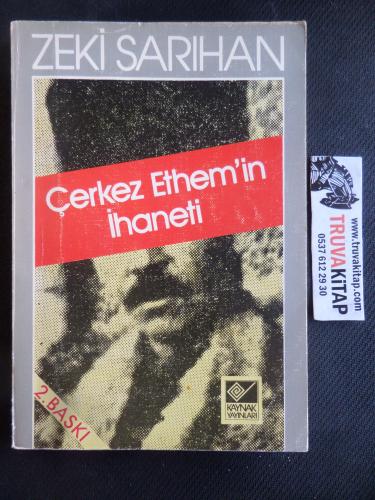 ZEKİ SARIHAN
Çerkez Ethem'in
İhaneti
2. BASKI
KAYNAK
YAYINLARI
www.truvakitap.com
TRUVAKİTAP
0537 612 29 30